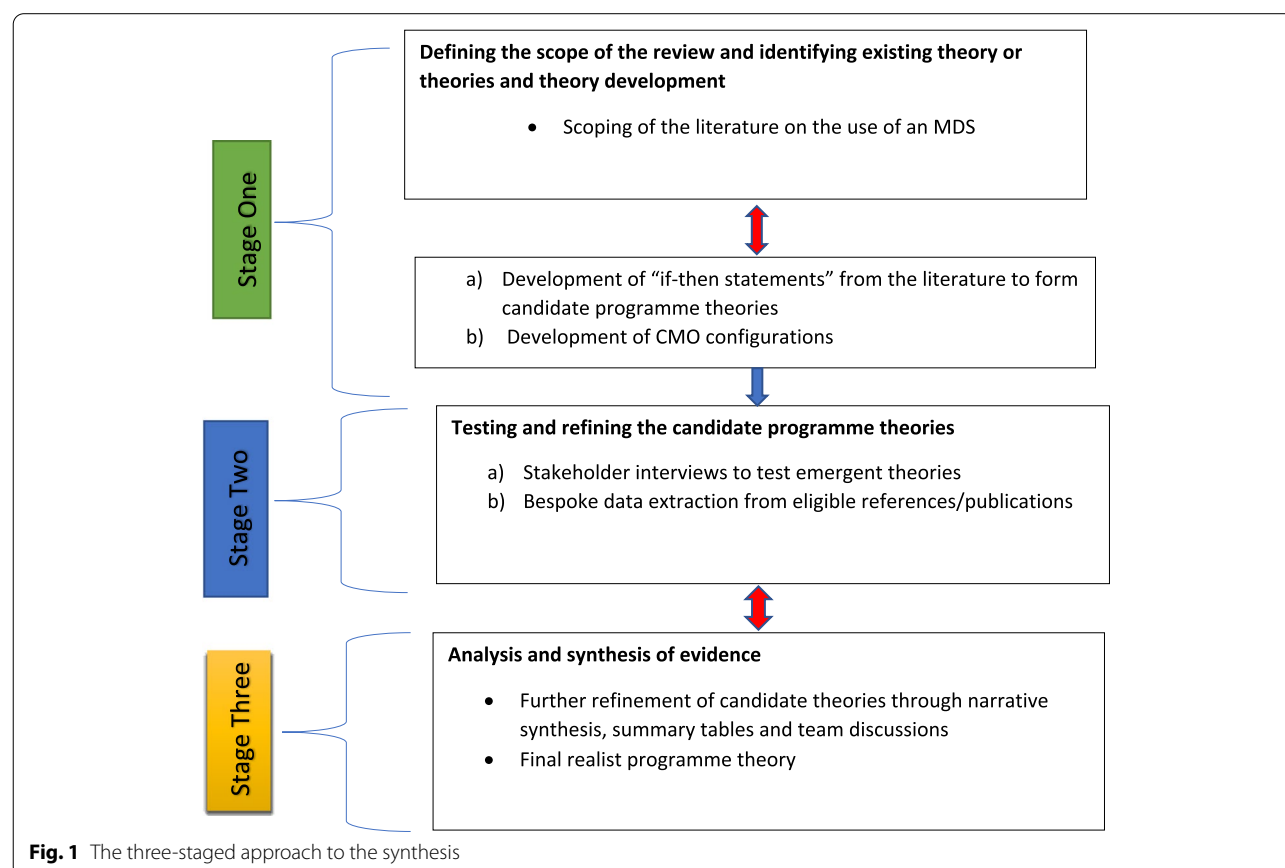 Defining the scope of the review and identifying existing theory or
theories and theory development
• Scoping of the literature on the use of an MDS
Stage One
a) Development of “if-then statements” from the literature to form
candidate programme theories
b) Development of CMO configurations
Testing and refining the candidate programme theories
a) Stakeholder interviews to test emergent theories
b) Bespoke data extraction from eligible references/publications
Stage Two
Analysis and synthesis of evidence
• Further refinement of candidate theories through narrative
synthesis, summary tables and team discussions
• Final realist programme theory
Stage Three
Fig. 1 The three-staged approach to the synthesis